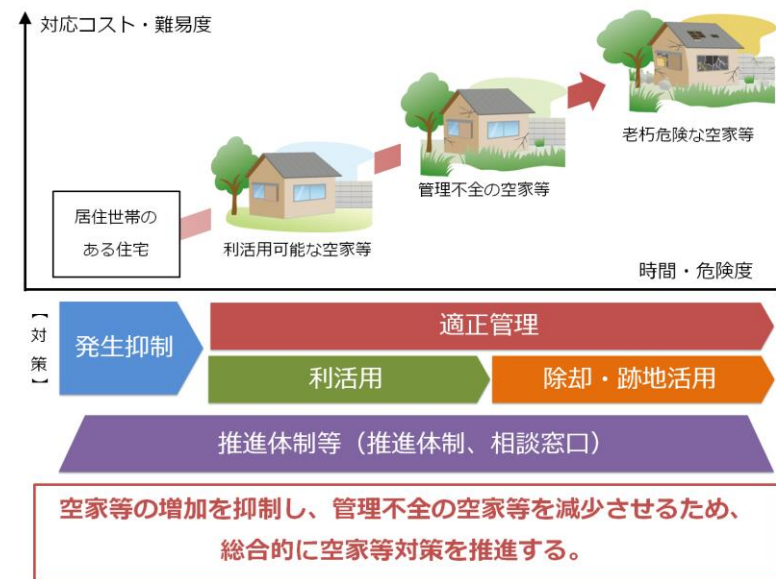 対応コスト・難易度
老朽危険な空家等
管理不全の空家等
居住世帯の
ある住宅
利活用可能な空家等
時間・危険度
【対策】
発生抑制
適正管理
利活用
除却・跡地活用
推進体制等（推進体制、相談窓口）
空家等の増加を抑制し、管理不全の空家等を減少させるため、
総合的に空家等対策を推進する。